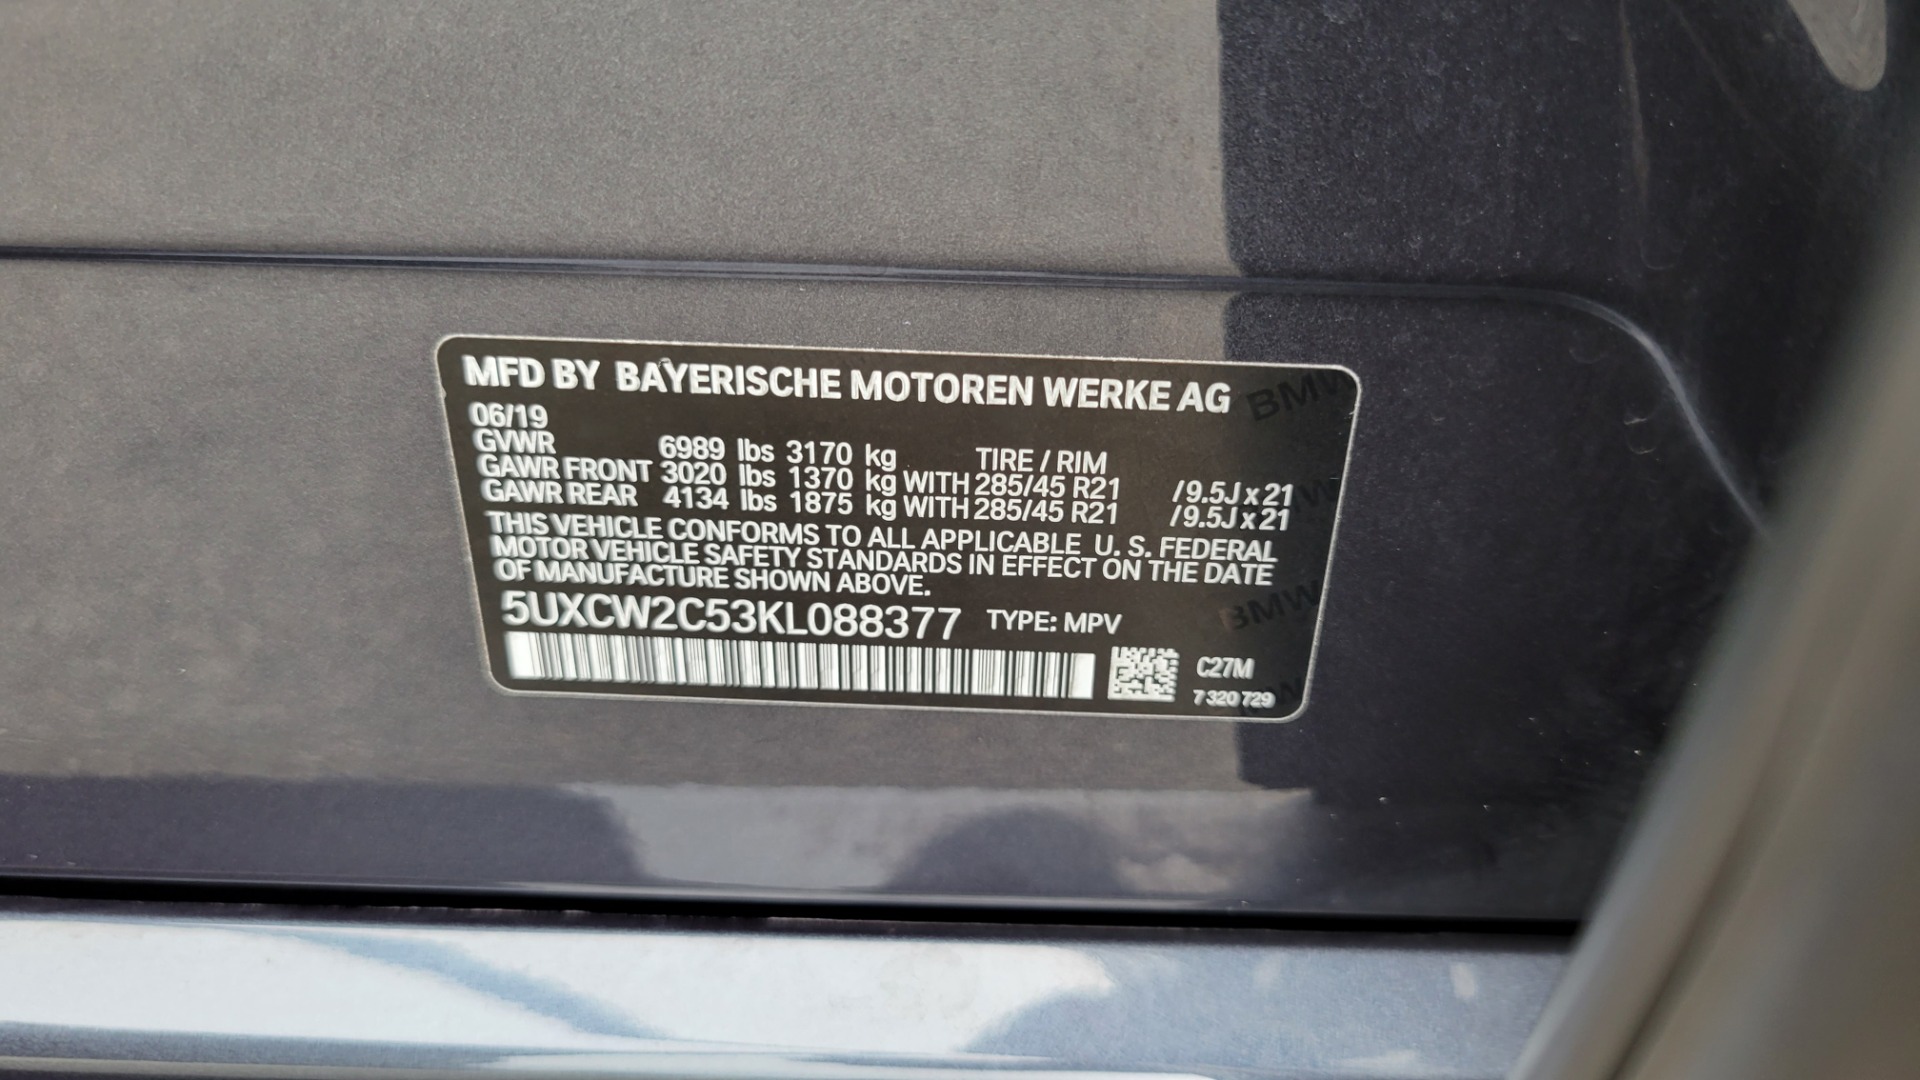 MFD BY BAYERISCHE MOTOREN WERKE AG
06/19
GVWR 6989 lbs 3170 kg TIRE / RIM
GAWR FRONT 3020 lbs 1370 kg WITH 285/45 R21 /9.5J x 21
GAWR REAR 4134 lbs 1875 kg WITH 285/45 R21 /9.5J x 21
THIS VEHICLE CONFORMS TO ALL APPLICABLE U. S. FEDERAL
MOTOR VEHICLE SAFETY STANDARDS IN EFFECT ON THE DATE
OF MANUFACTURE SHOWN ABOVE.
5UXCW2C53KL088377 TYPE: MPV
C27M
7 320 729
BMW
BMW